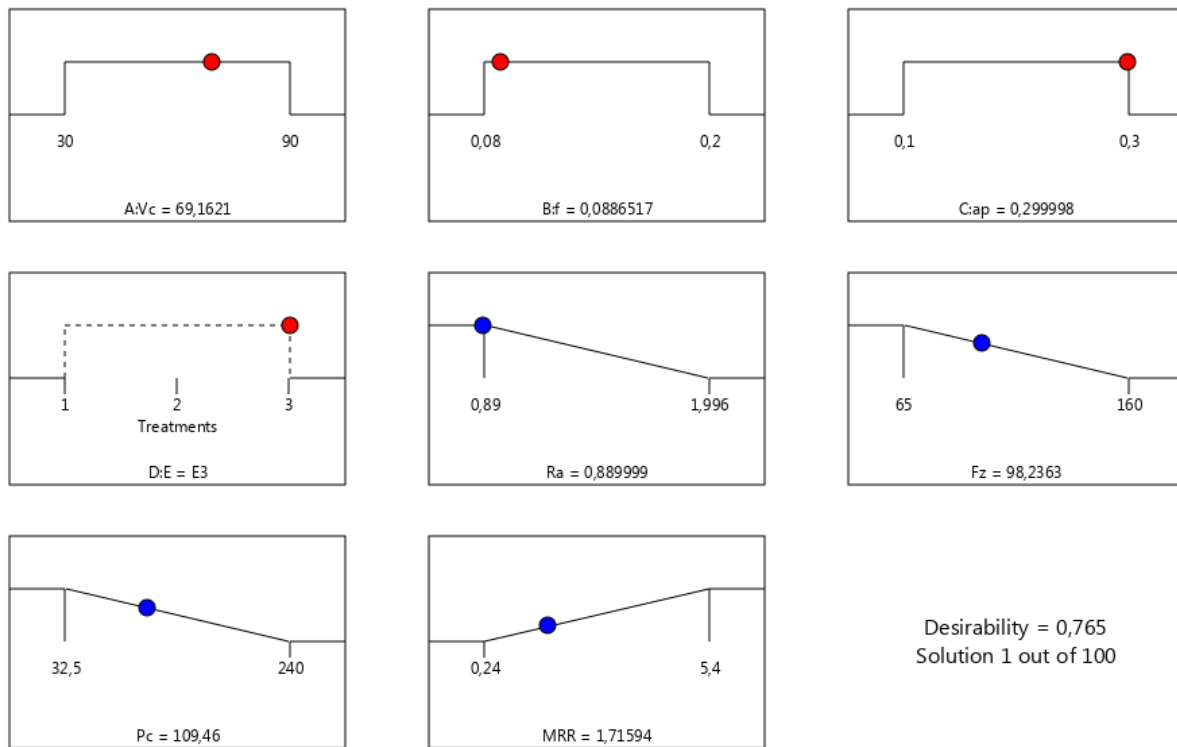 30 90
A:Vc = 69,1621
0,08 0,2
B:f = 0,0886517
0,1 0,3
C:ap = 0,299998
1 2 3
Treatments
D:E = E3
0,89 1,996
Ra = 0,889999
65 160
Fz = 98,2363
32,5 240
Pc = 109,46
0,24 5,4
MRR = 1,71594
Desirability = 0,765
Solution 1 out of 100